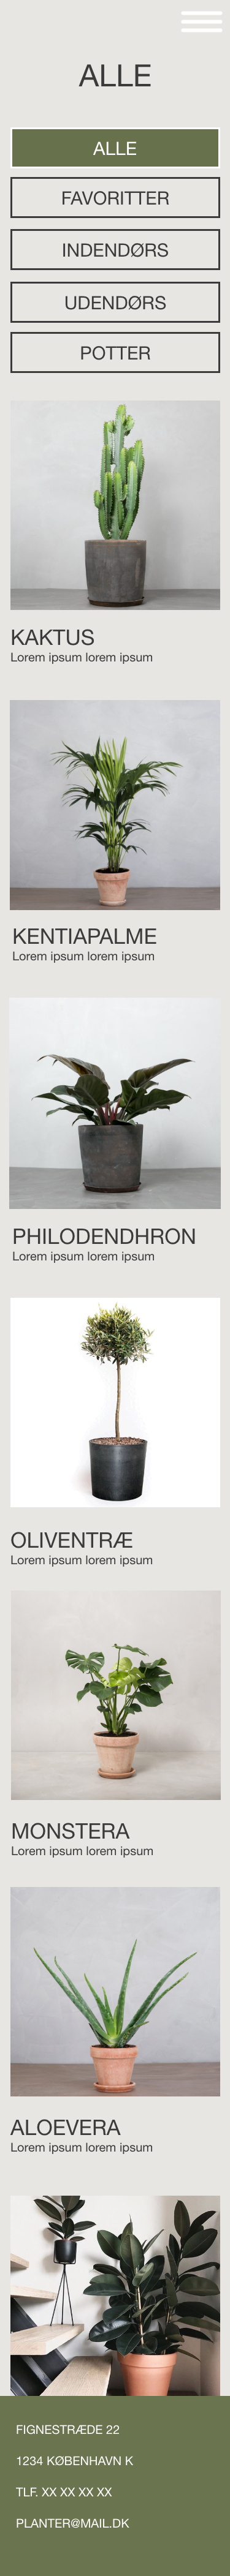 ALLE
ALLE
FAVORITTER
INDENDØRS
UDENDØRS
POTTER
KAKTUS
Lorem ipsum lorem ipsum
KENTIAPALME
Lorem ipsum lorem ipsum
PHILODENDHRON
Lorem ipsum lorem ipsum
OLIVENTRÆ
Lorem ipsum lorem ipsum
MONSTERA
Lorem ipsum lorem ipsum
ALOEVERA
Lorem ipsum lorem ipsum
FIGNESTRÆDE 22
1234 KØBENHAVN K
TLF. XX XX XX XX
PLANTER@MAIL.DK